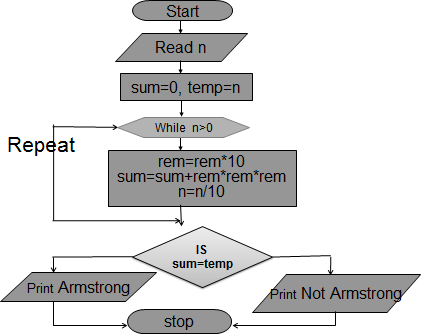 Start
Read n
sum=0, temp=n
While n>0
Repeat
rem=rem*10
sum=sum+rem*rem*rem
n=n/10
IS
sum=temp
Print Armstrong
Print Not Armstrong
stop